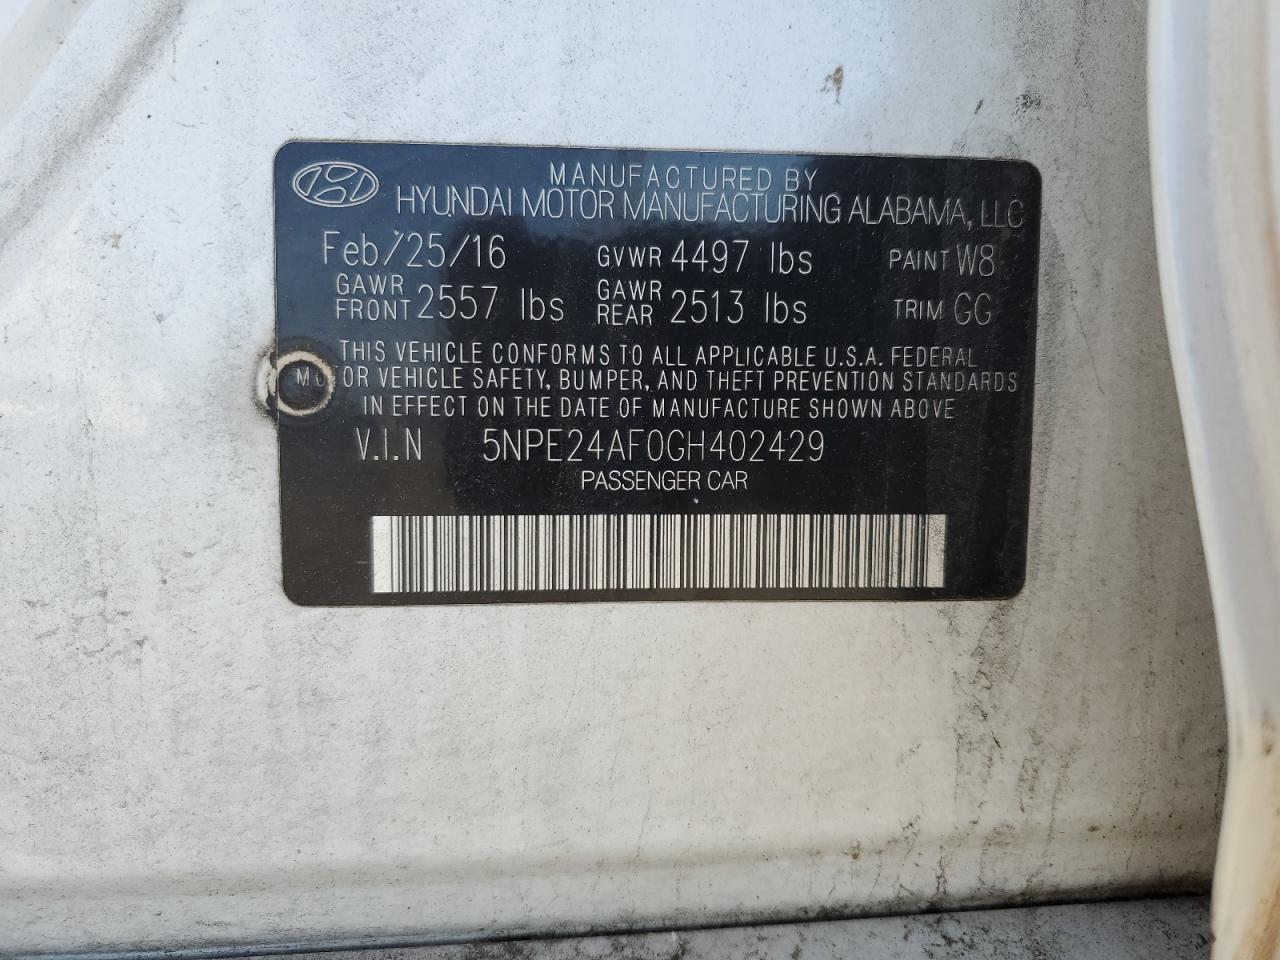 MANUFACTURED BY
HYUNDAI MOTOR MANUFACTURING ALABAMA, LLC
Feb/25/16 GVWR 4497 lbs PAINT W8
GAWR FRONT 2557 lbs GAWR REAR 2513 lbs TRIM GG
THIS VEHICLE CONFORMS TO ALL APPLICABLE U.S.A. FEDERAL
MOTOR VEHICLE SAFETY, BUMPER, AND THEFT PREVENTION STANDARDS
IN EFFECT ON THE DATE OF MANUFACTURE SHOWN ABOVE
V.I.N 5NPE24AF0GH402429
PASSENGER CAR